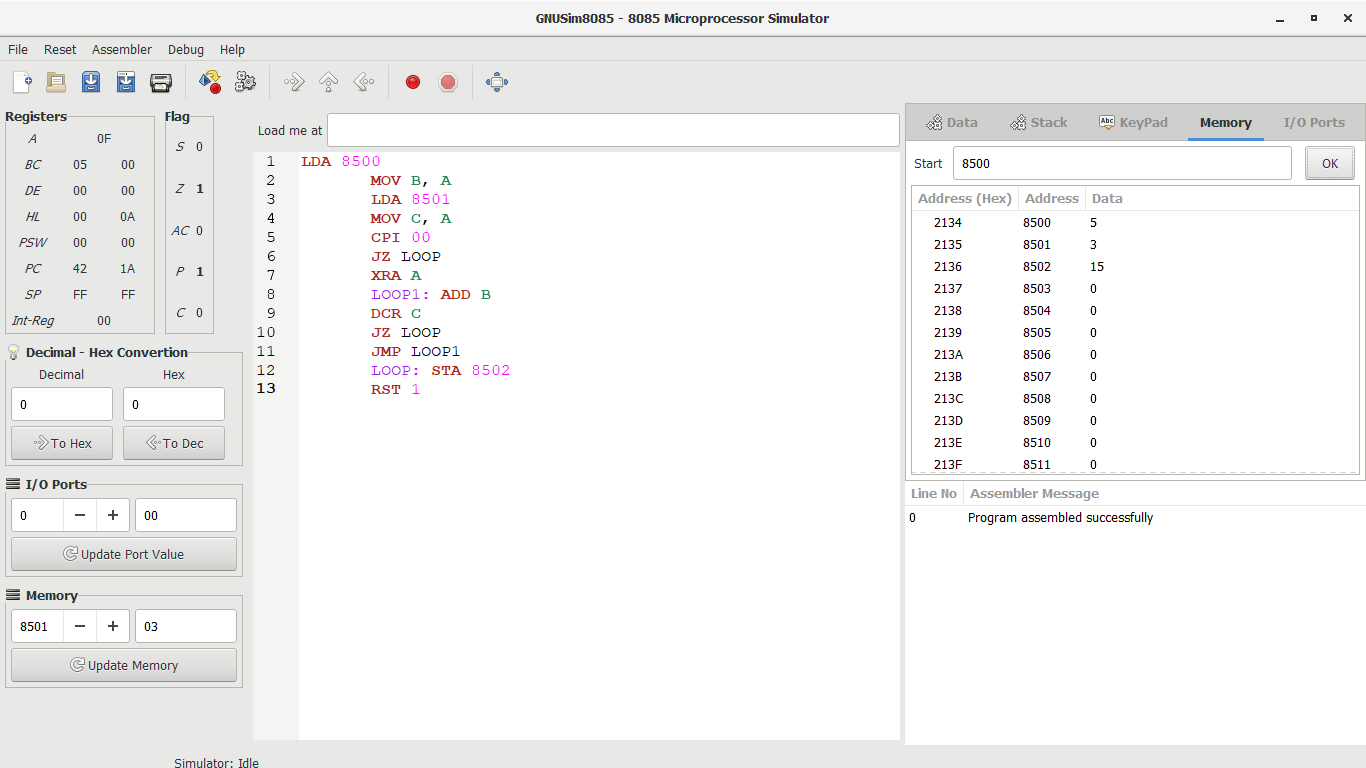 GNUSim8085 - 8085 Microprocessor Simulator
File Reset Assembler Debug Help
Registers
A 0F
BC 05 00
DE 00 00
HL 00 0A
PSW 00 00
PC 42 1A
SP FF FF
Int-Reg 00
Flag
S 0
Z 1
AC 0
P 1
C 0
Decimal - Hex Convertion
Decimal Hex
0 0
To Hex To Dec
I/O Ports
0 − + 00
Update Port Value
Memory
8501 − + 03
Update Memory
Load me at
1 LDA 8500
2 MOV B, A
3 LDA 8501
4 MOV C, A
5 CPI 00
6 JZ LOOP
7 XRA A
8 LOOP1: ADD B
9 DCR C
10 JZ LOOP
11 JMP LOOP1
12 LOOP: STA 8502
13 RST 1
Data Stack Abc KeyPad Memory I/O Ports
Start 8500 OK
Address (Hex) Address Data
2134 8500 5
2135 8501 3
2136 8502 15
2137 8503 0
2138 8504 0
2139 8505 0
213A 8506 0
213B 8507 0
213C 8508 0
213D 8509 0
213E 8510 0
213F 8511 0
Line No Assembler Message
0 Program assembled successfully
Simulator: Idle